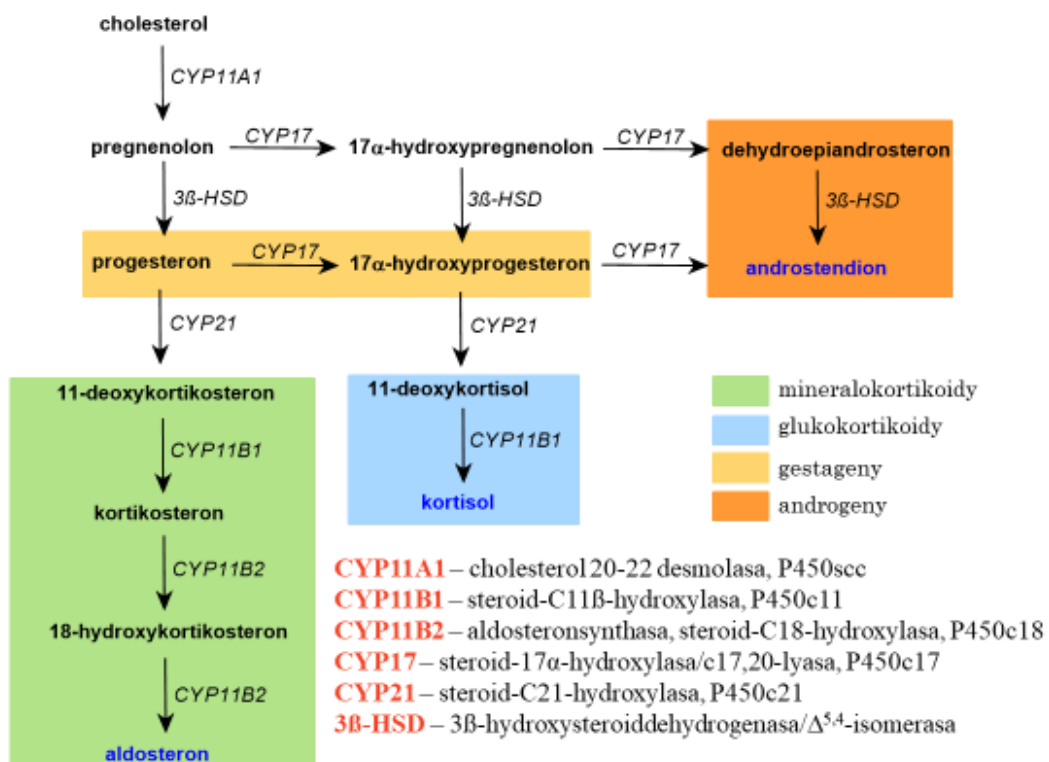 cholesterol
CYP11A1
pregnenolon CYP17 17α-hydroxypregnenolon CYP17 dehydroepiandrosteron
3ß-HSD 3ß-HSD 3ß-HSD
progesteron CYP17 17α-hydroxyprogesteron CYP17 androstendion
CYP21 CYP21
11-deoxykortikosteron 11-deoxykortisol mineralokortikoidy
CYP11B1 CYP11B1 glukokortikoidy
gestageny
kortikosteron kortisol androgeny
CYP11B2
18-hydroxykortikosteron
CYP11B2
aldosteron
CYP11A1 – cholesterol 20-22 desmolasa, P450scc
CYP11B1 – steroid-C11ß-hydroxylasa, P450c11
CYP11B2 – aldosteronsynthasa, steroid-C18-hydroxylasa, P450c18
CYP17 – steroid-17α-hydroxylasa/c17,20-lyasa, P450c17
CYP21 – steroid-C21-hydroxylasa, P450c21
3ß-HSD – 3ß-hydroxysteroiddehydrogenasa/Δ⁵,⁴-isomerasa